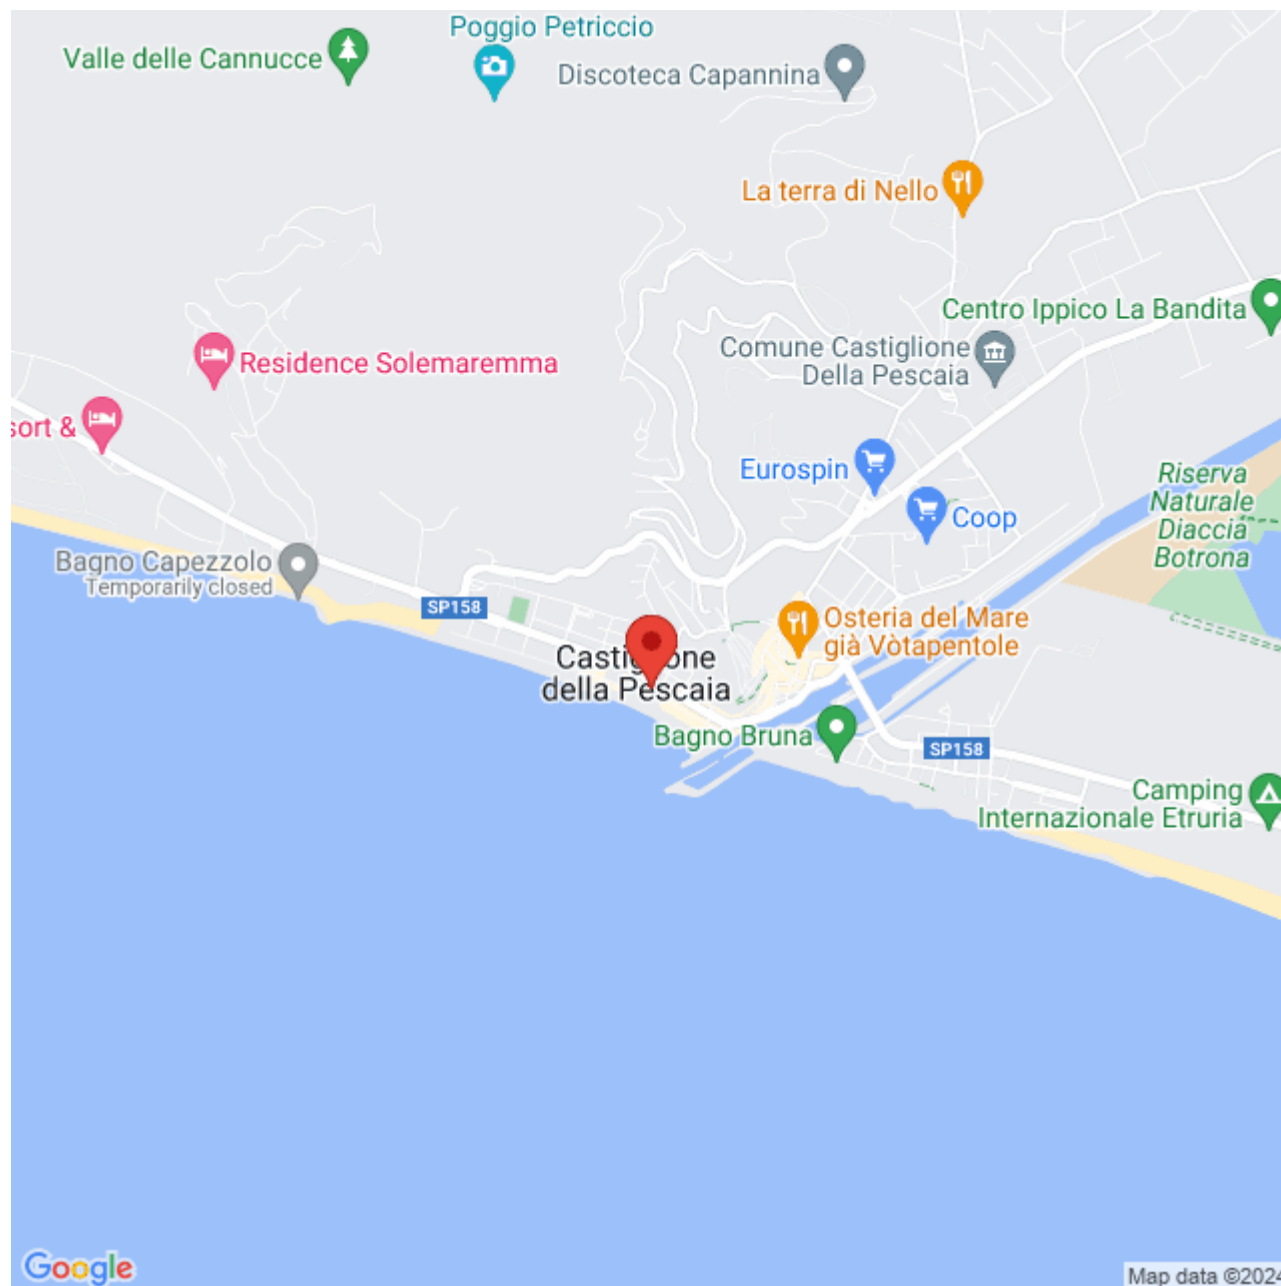 Poggio Petriccio
Valle delle Cannucce
Discoteca Capannina
La terra di Nello
Centro Ippico La Bandita
Comune Castiglione
Della Pescaia
Residence Solemaremma
sort &
Eurospin
Coop
Riserva
Naturale
Diaccia
Botrona
Bagno Capezzolo
Temporarily closed
SP158
Osteria del Mare
già Vòtapentole
Castiglione
della Pescaia
Bagno Bruna
SP158
Camping
Internazionale Etruria
Google
Map data ©2024